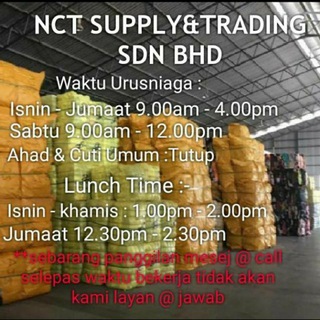 NCT SUPPLY&TRADING
SDN BHD
Waktu Urusniaga :
Isnin - Jumaat 9.00am - 4.00pm
Sabtu 9.00am - 12.00pm
Ahad & Cuti Umum :Tutup
Lunch Time :--
Isnin - khamis : 1.00pm - 2.00pm
Jumaat 12.30pm - 2.30pm
**sebarang panggilan mesej @ call
selepas waktu bekerja tidak akan
kami layan @ jawab